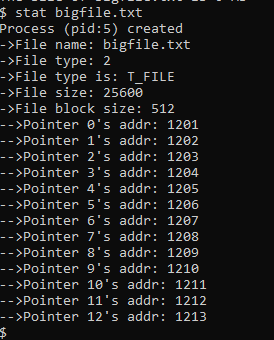 $ stat bigfile.txt
Process (pid:5) created
->File name: bigfile.txt
->File type: 2
->File type is: T_FILE
->File size: 25600
->File block size: 512
-->Pointer 0's addr: 1201
-->Pointer 1's addr: 1202
-->Pointer 2's addr: 1203
-->Pointer 3's addr: 1204
-->Pointer 4's addr: 1205
-->Pointer 5's addr: 1206
-->Pointer 6's addr: 1207
-->Pointer 7's addr: 1208
-->Pointer 8's addr: 1209
-->Pointer 9's addr: 1210
-->Pointer 10's addr: 1211
-->Pointer 11's addr: 1212
-->Pointer 12's addr: 1213
$